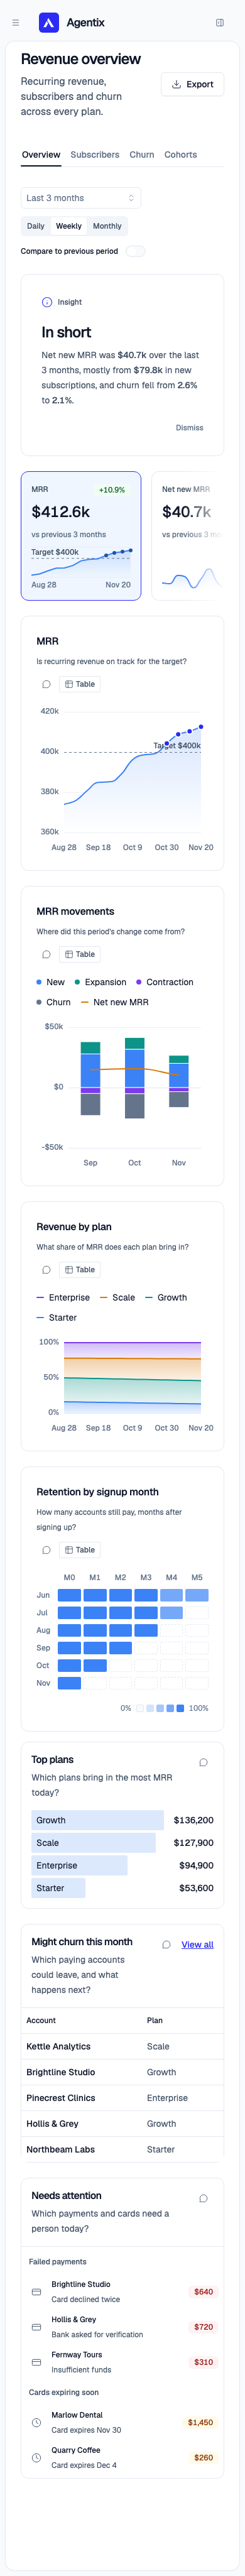 Agentix
Revenue overview
Recurring revenue,
subscribers and churn
across every plan.
Export
Overview Subscribers Churn Cohorts
Last 3 months
Daily Weekly Monthly
Compare to previous period
Insight
In short
Net new MRR was $40.7k over the last
3 months, mostly from $79.8k in new
subscriptions, and churn fell from 2.6%
to 2.1%.
Dismiss
MRR +10.9%
$412.6k
vs previous 3 months
Target $400k
Aug 28 Nov 20
Net new MRR
$40.7k
vs previous 3
MRR
Is recurring revenue on track for the target?
Table
420k
400k
Target $400k
380k
360k
Aug 28 Sep 18 Oct 9 Oct 30 Nov 20
MRR movements
Where did this period's change come from?
Table
New Expansion Contraction
Churn Net new MRR
$50k
$0
-$50k
Sep Oct Nov
Revenue by plan
What share of MRR does each plan bring in?
Table
Enterprise Scale Growth
Starter
100%
50%
0%
Aug 28 Sep 18 Oct 9 Oct 30 Nov 20
Retention by signup month
How many accounts still pay, months after
signing up?
Table
M0 M1 M2 M3 M4 M5
Jun
Jul
Aug
Sep
Oct
Nov
0% 100%
Top plans
Which plans bring in the most MRR
today?
Growth $136,200
Scale $127,900
Enterprise $94,900
Starter $53,600
Might churn this month View all
Which paying accounts
could leave, and what
happens next?
Account Plan
Kettle Analytics Scale
Brightline Studio Growth
Pinecrest Clinics Enterprise
Hollis & Grey Growth
Northbeam Labs Starter
Needs attention
Which payments and cards need a
person today?
Failed payments
Brightline Studio
Card declined twice
$640
Hollis & Grey
Bank asked for verification
$720
Fernway Tours
Insufficient funds
$310
Cards expiring soon
Marlow Dental
Card expires Nov 30
$1,450
Quarry Coffee
Card expires Dec 4
$260